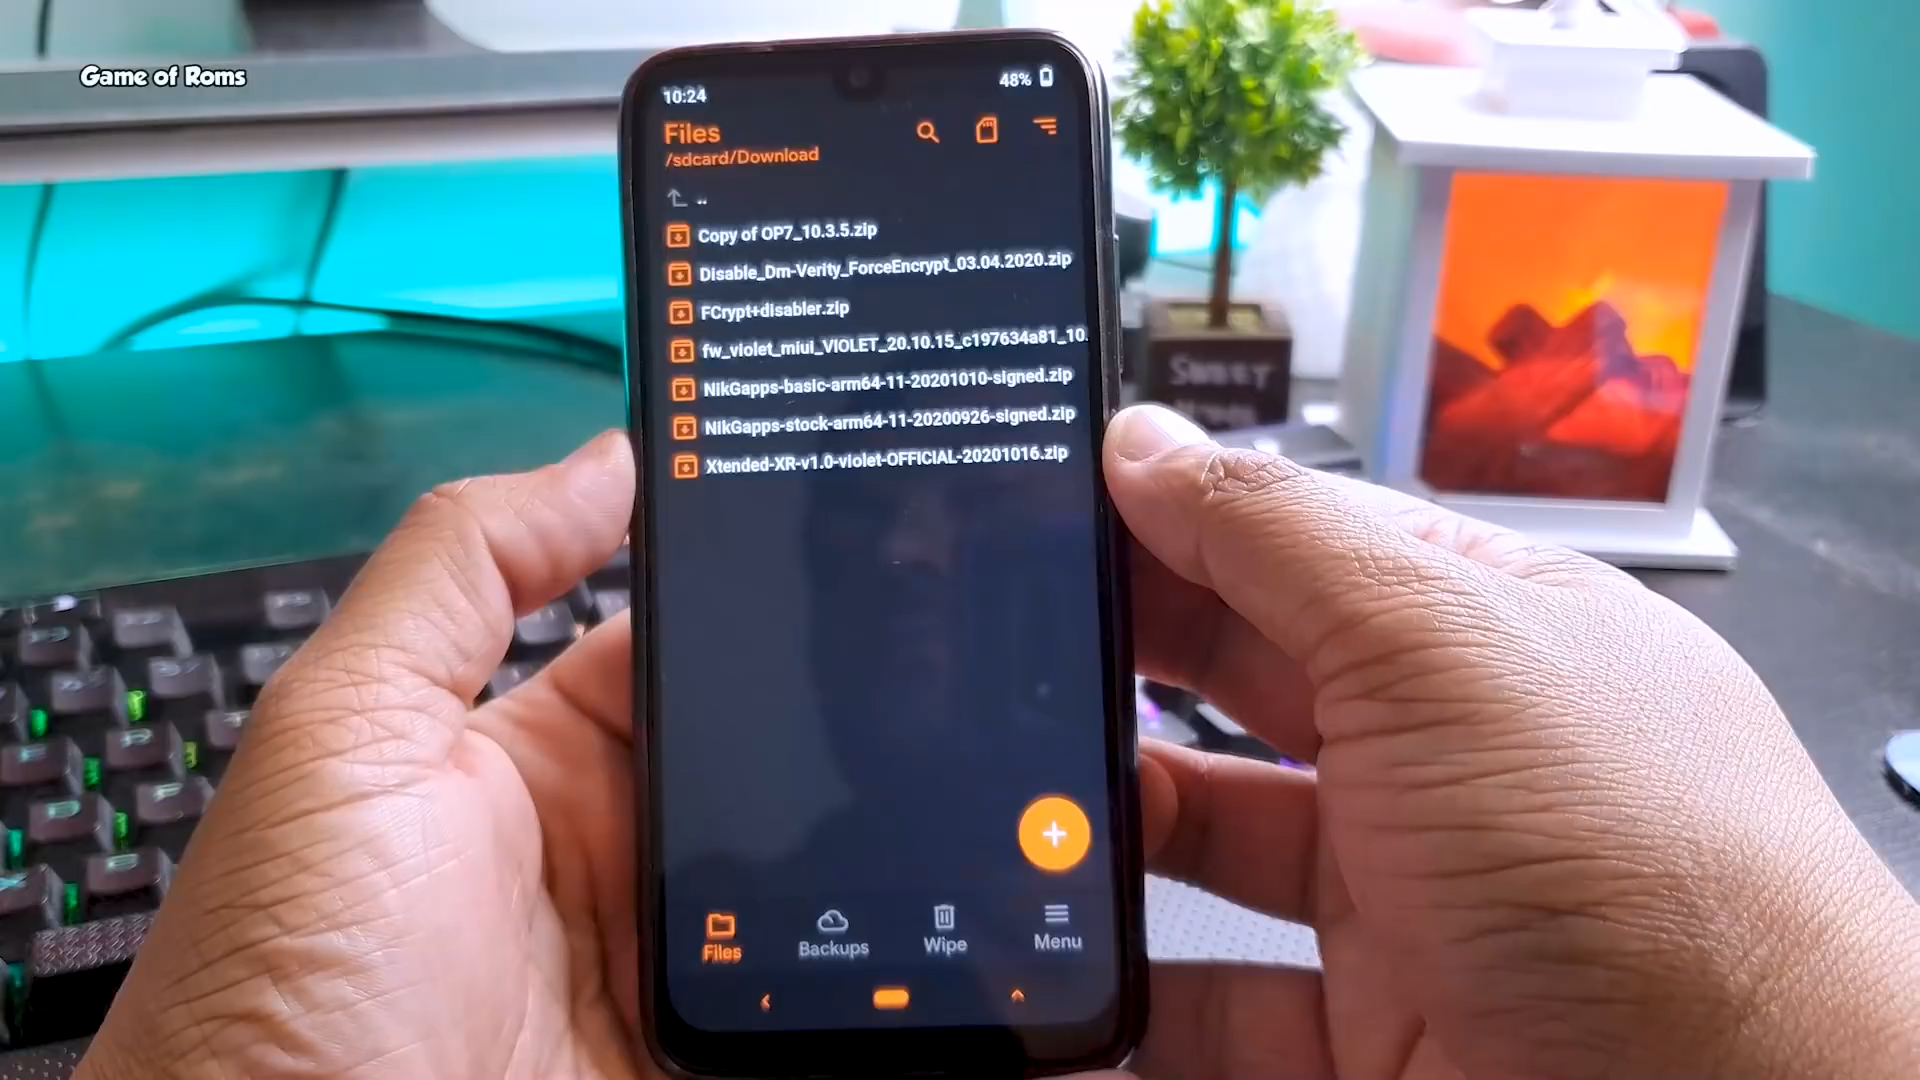 Game of Roms
10:24
48%
Files
/sdcard/Download
..
Copy of OP7_10.3.5.zip
Disable_Dm-Verity_ForceEncrypt_03.04.2020.zip
FCrypt+disabler.zip
fw_violet_miui_VIOLET_20.10.15_c197634a81_10.
NikGapps-basic-arm64-11-20201010-signed.zip
NikGapps-stock-arm64-11-20200926-signed.zip
Xtended-XR-v1.0-violet-OFFICIAL-20201016.zip
SWEET
Files
Backups
Wipe
Menu